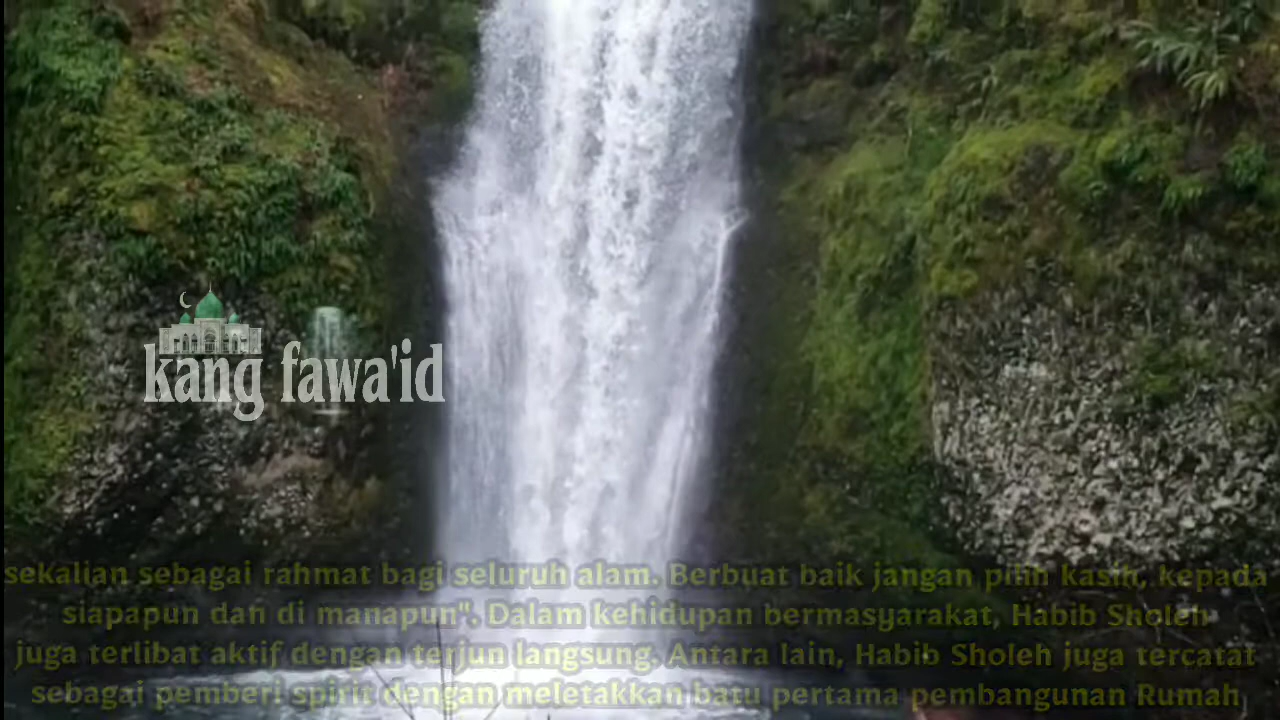 kang fawa'id
sekalian sebagai rahmat bagi seluruh alam. Berbuat baik jangan pilih kasih, kepada
siapapun dan di manapun". Dalam kehidupan bermasyarakat, Habib Sholeh
juga terlibat aktif dengan terjun langsung. Antara lain, Habib Sholeh juga tercatat
sebagai pemberi spirit dengan meletakkan batu pertama pembangunan Rumah